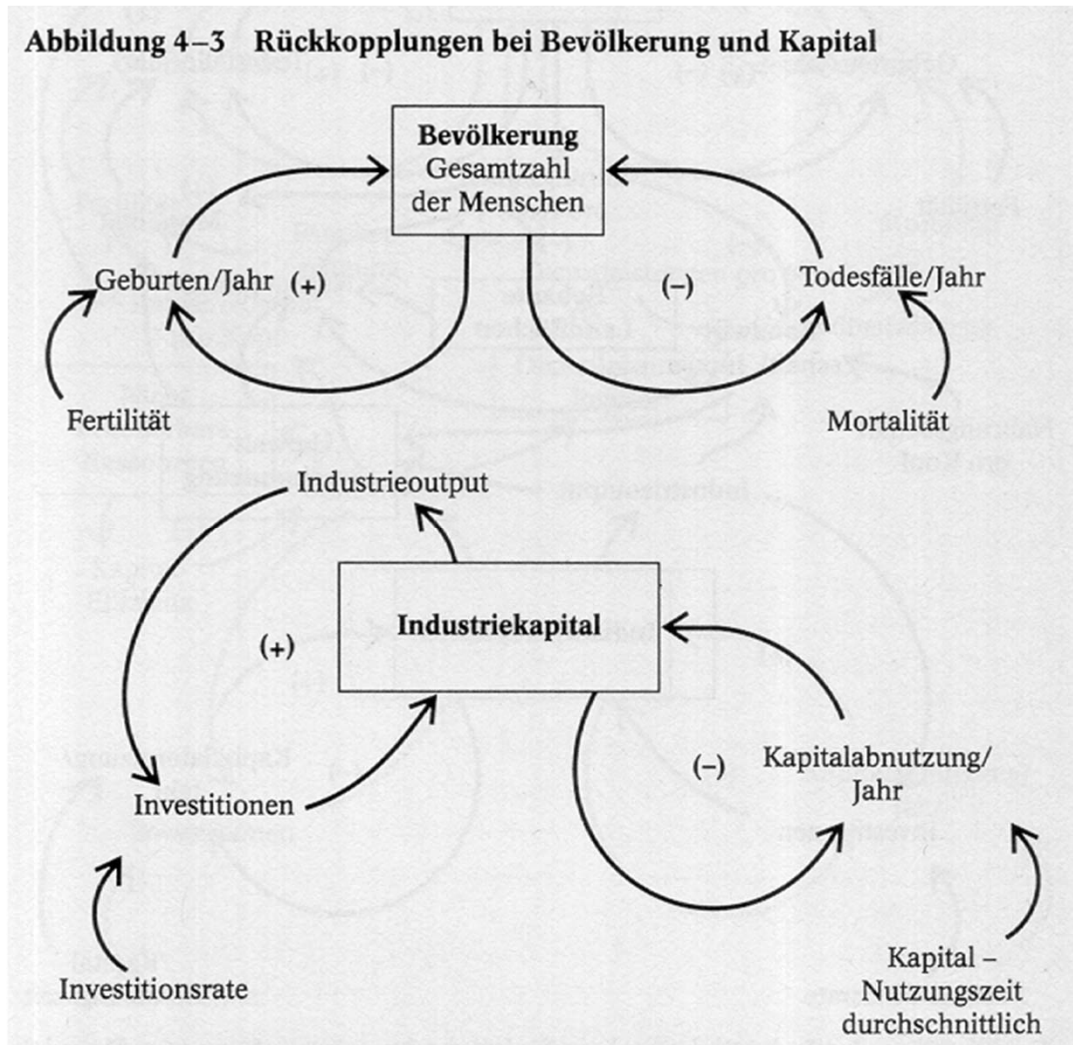 Abbildung 4–3 Rückkopplungen bei Bevölkerung und Kapital
Bevölkerung
Gesamtzahl
der Menschen
Geburten/Jahr (+)
(–) Todesfälle/Jahr
Fertilität
Mortalität
Industrieoutput
Industriekapital
(+)
(–)
Kapitalabnutzung/
Jahr
Investitionen
Investitionsrate
Kapital –
Nutzungszeit
durchschnittlich